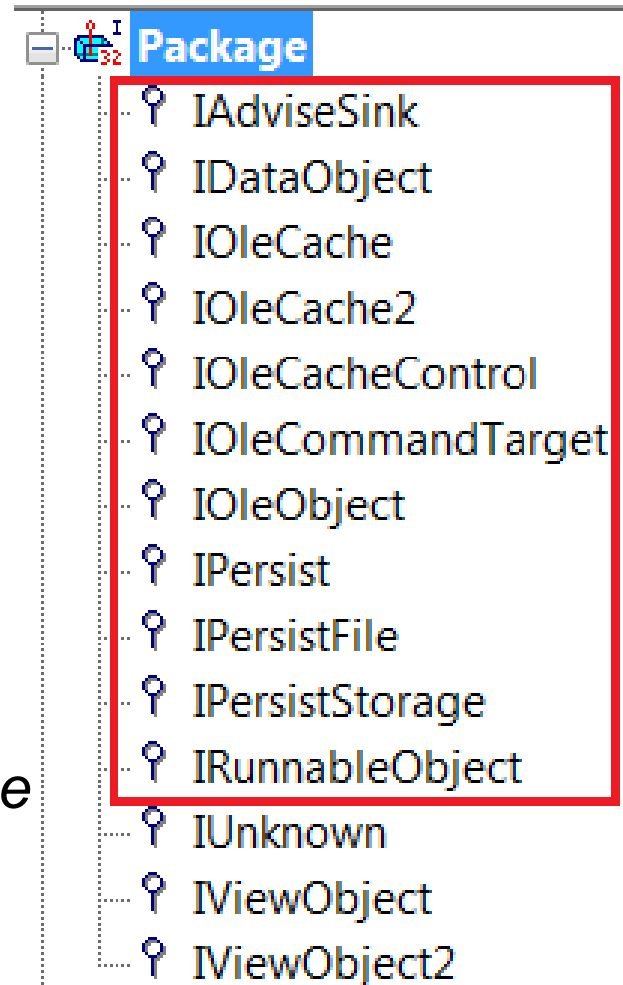 Package
IAdviseSink
IDataObject
IOleCache
IOleCache2
IOleCacheControl
IOleCommandTarget
IOleObject
IPersist
IPersistFile
IPersistStorage
IRunnableObject
e
IUnknown
IViewObject
IViewObject2